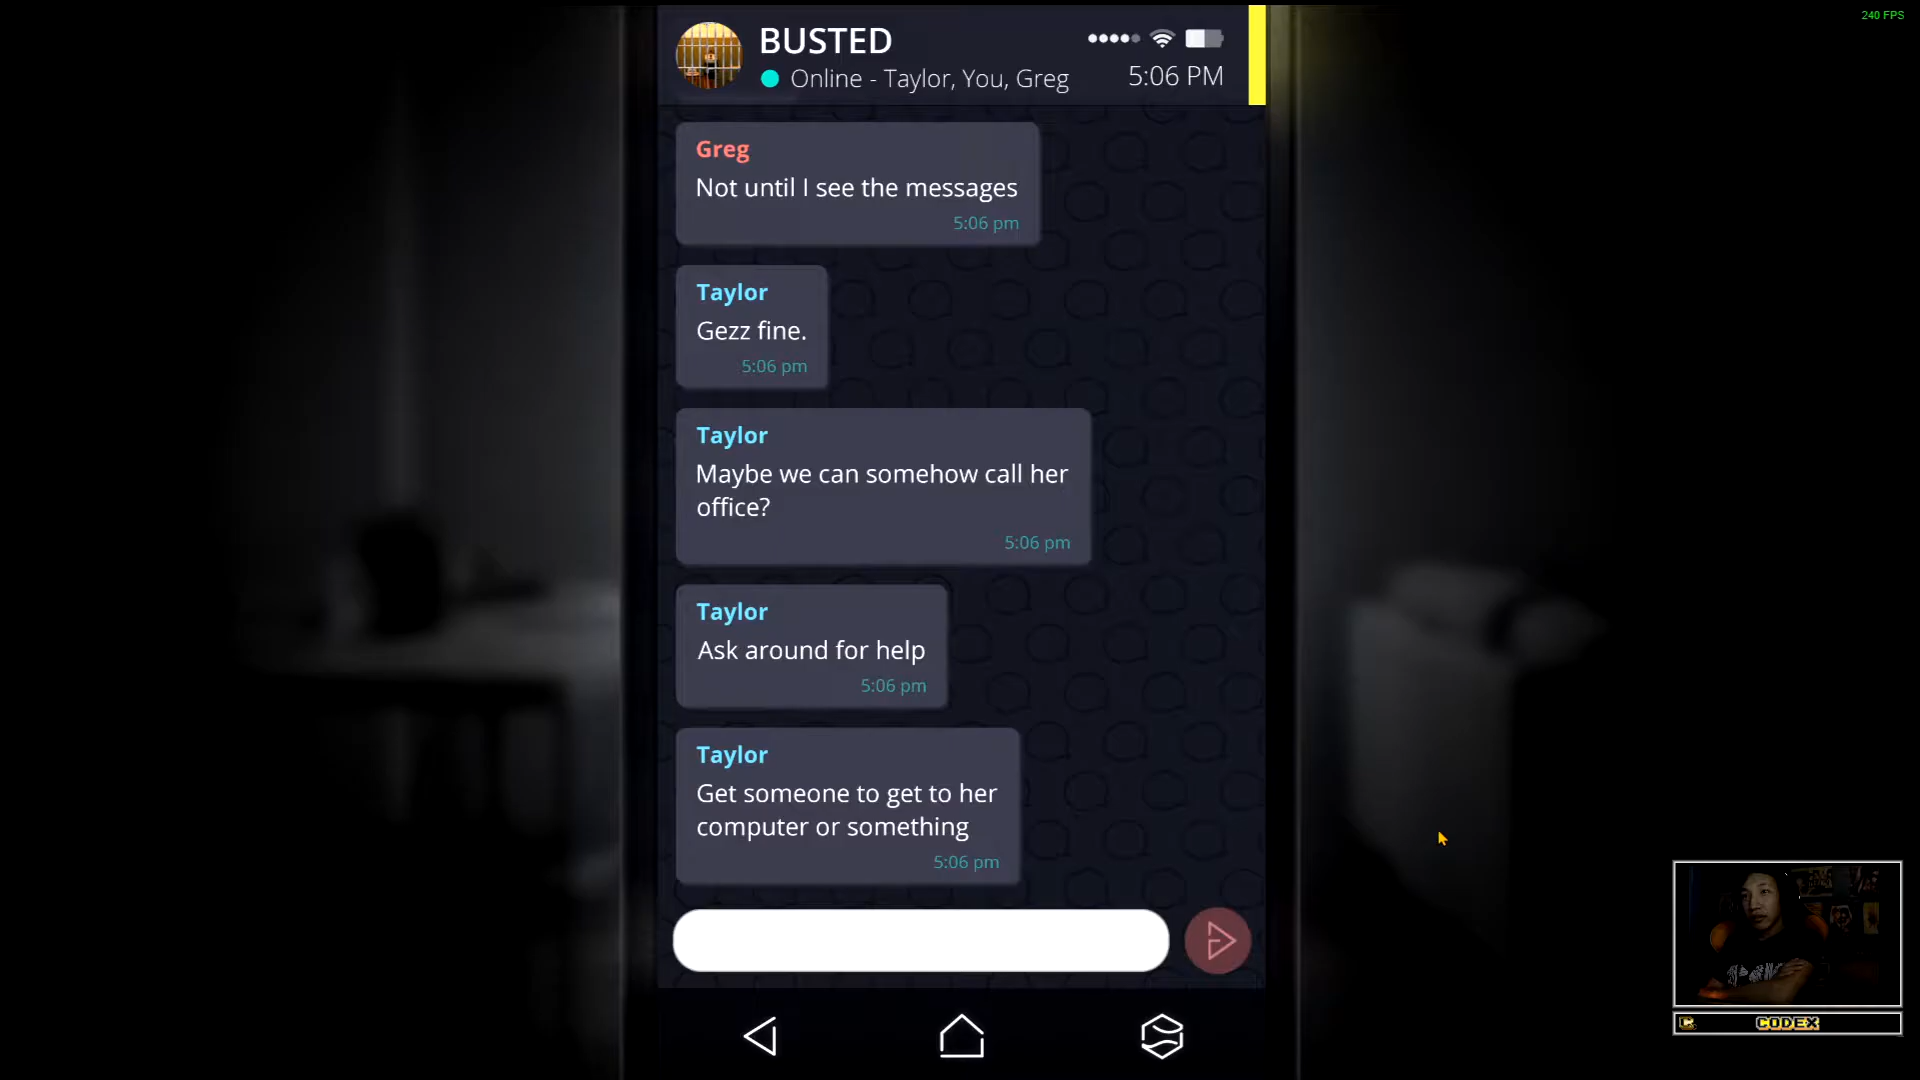 240 FPS
BUSTED
Online - Taylor, You, Greg
5:06 PM
Greg
Not until I see the messages
5:06 pm
Taylor
Gezz fine.
5:06 pm
Taylor
Maybe we can somehow call her
office?
5:06 pm
Taylor
Ask around for help
5:06 pm
Taylor
Get someone to get to her
computer or something
5:06 pm
CODEX